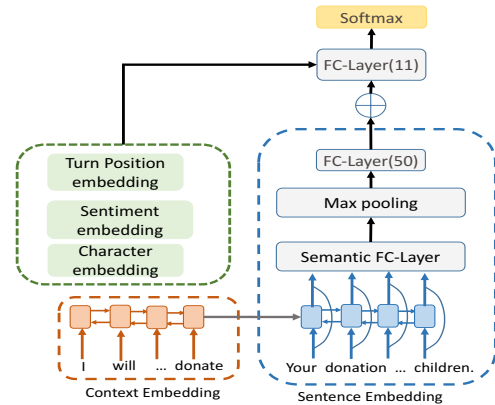 Softmax
FC-Layer(11)
FC-Layer(50)
Turn Position
embedding
Sentiment
embedding
Character
embedding
Max pooling
Semantic FC-Layer
I will ... donate
Your donation ... children.
Context Embedding
Sentence Embedding